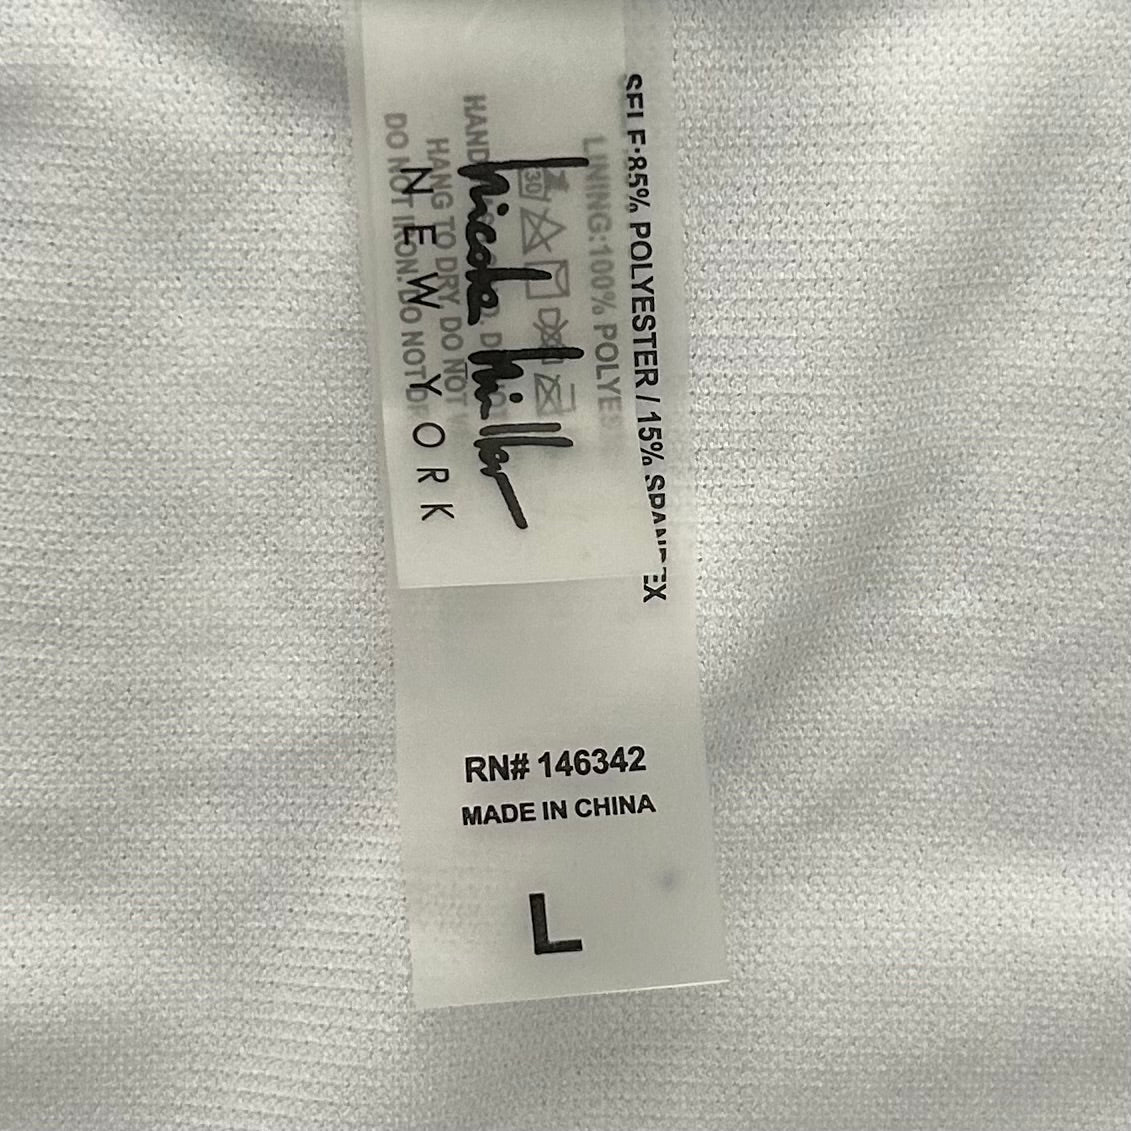 nicole miller
NEW YORK
SELF:85% POLYESTER / 15% SPANDEX
LINING:100% POLYES
30
HAND
HANG TO DRY DO NOT
DO NOT IRON. DO NOT D
RN# 146342
MADE IN CHINA
L